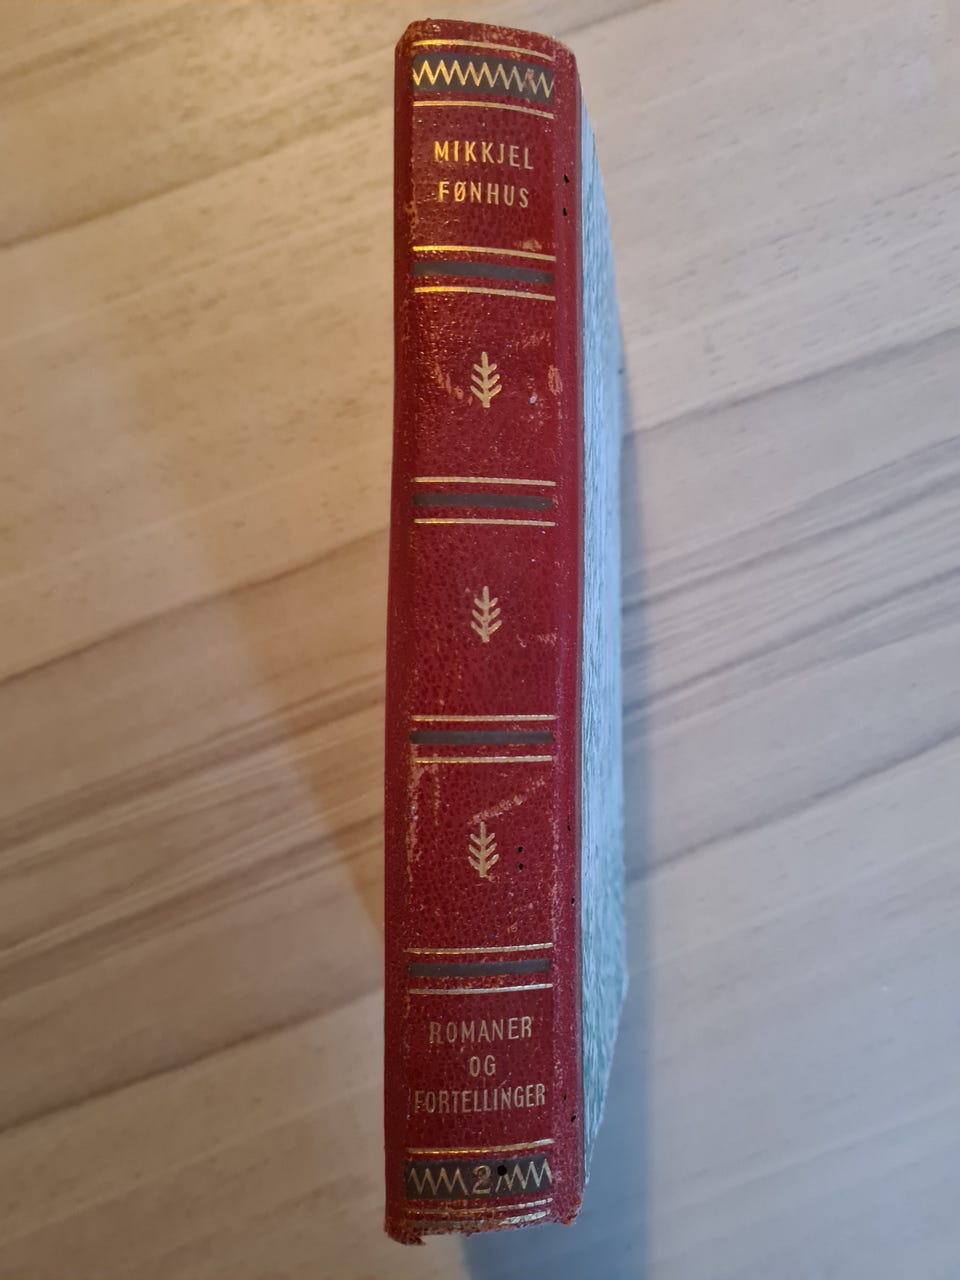 MIKKJEL
FØNHUS
ROMANER
OG
FORTELLINGER
2